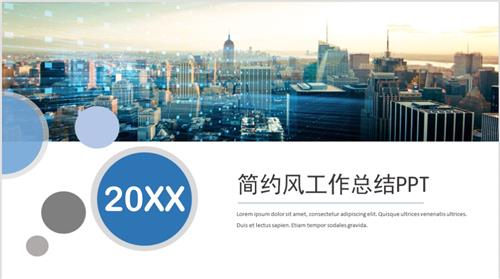 20XX
简约风工作总结PPT
Lorem ipsum dolor sit amet, consectetur adipiscing elit. Quisque ultrices venenatis ultrices.
Duis et lectus sapien. Etiam tempor sodales gravida.